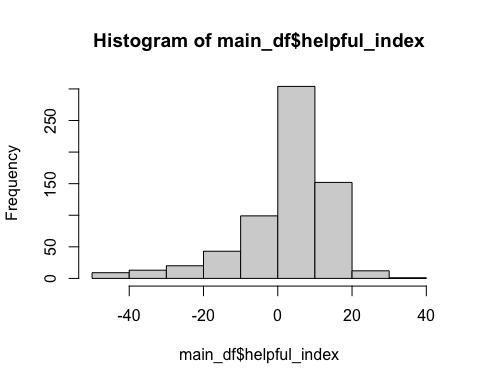 Histogram of main_df$helpful_index
Frequency
250
150
50
0
-40 -20 0 20 40
main_df$helpful_index